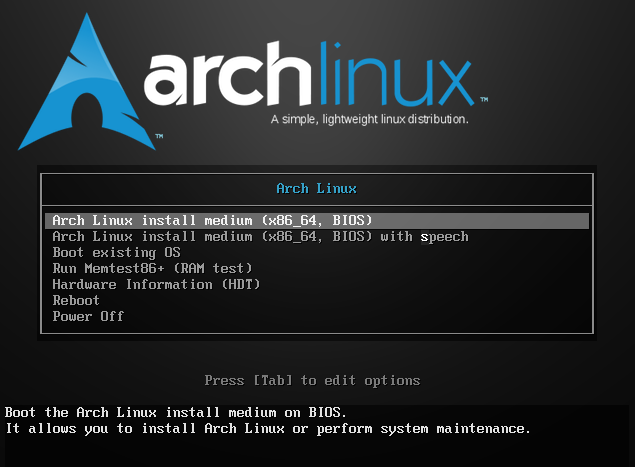 archlinux™
A simple, lightweight linux distribution.
™
Arch Linux
Arch Linux install medium (x86_64, BIOS)
Arch Linux install medium (x86_64, BIOS) with speech
Boot existing OS
Run Memtest86+ (RAM test)
Hardware Information (HDT)
Reboot
Power Off
Press [Tab] to edit options
Boot the Arch Linux install medium on BIOS.
It allows you to install Arch Linux or perform system maintenance.